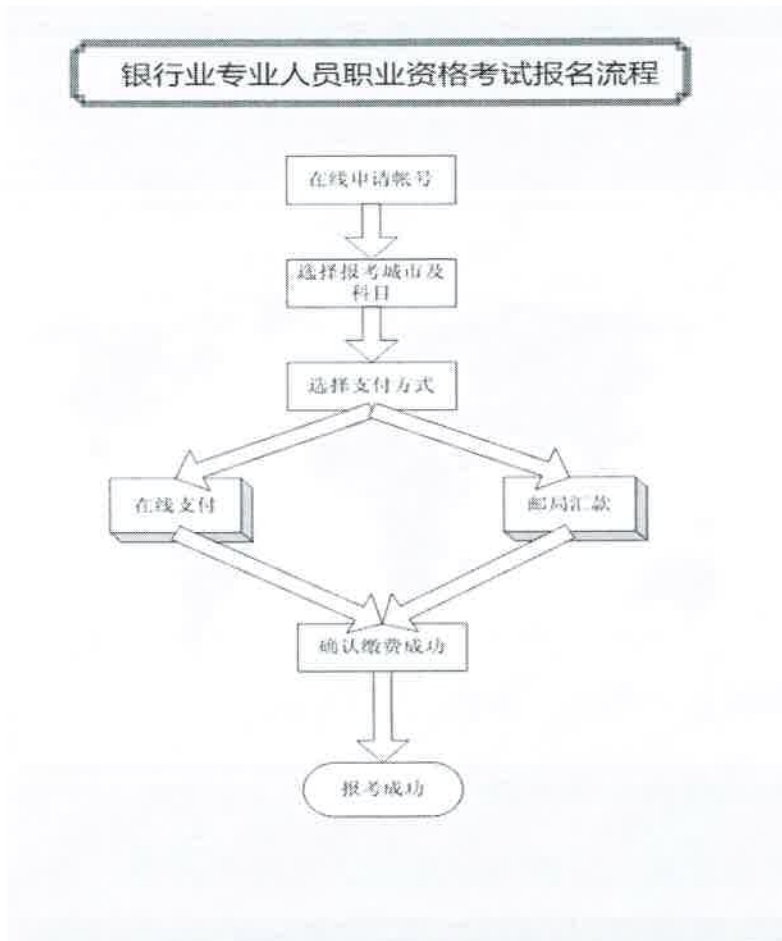 银行业专业人员职业资格考试报名流程
在线申请帐号
选择报考城市及
科目
选择支付方式
在线支付
邮局汇款
确认缴费成功
报考成功